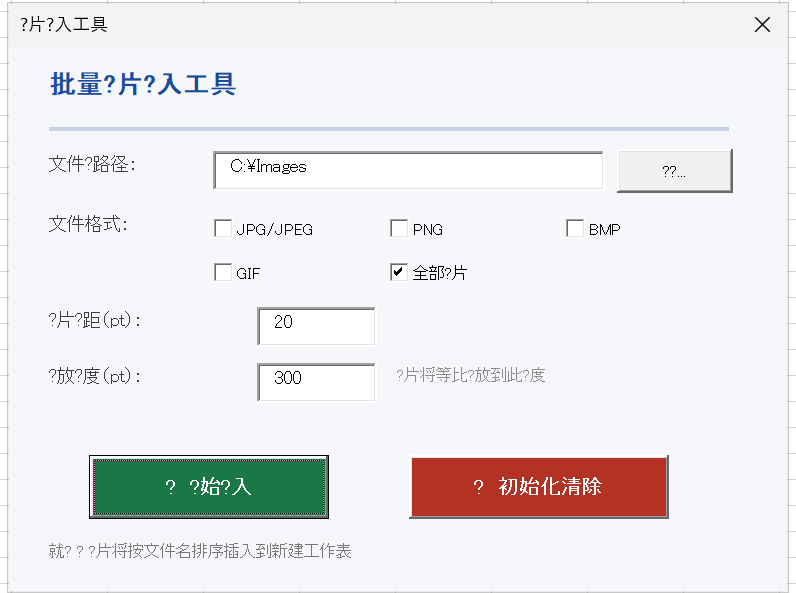 ?片?入工具
批量?片?入工具
文件?路径:
C:¥Images
??...
文件格式:
JPG/JPEG
PNG
BMP
GIF
全部?片
?片?距(pt):
20
?放?度(pt):
300
?片将等比?放到此?度
? ?始?入
? 初始化清除
就? ? ?片将按文件名排序插入到新建工作表